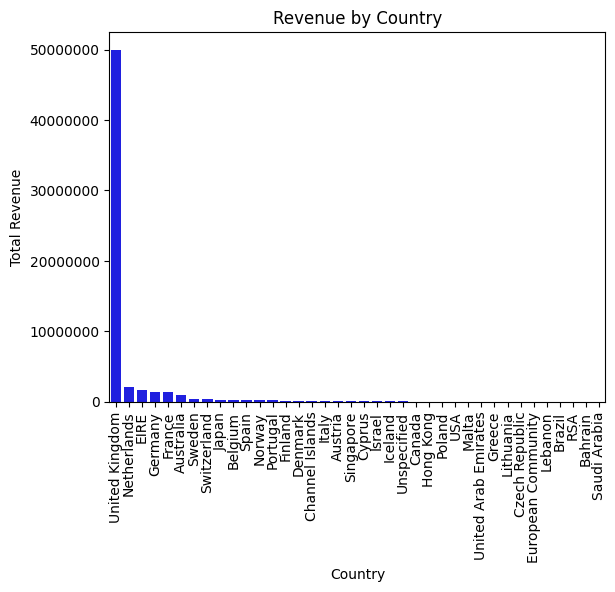 Revenue by Country
Total Revenue
50000000
40000000
30000000
20000000
10000000
0
United Kingdom
Netherlands
EIRE
Germany
France
Australia
Sweden
Switzerland
Japan
Belgium
Spain
Norway
Portugal
Finland
Denmark
Channel Islands
Italy
Austria
Singapore
Cyprus
Israel
Iceland
Unspecified
Canada
Hong Kong
Poland
USA
Malta
United Arab Emirates
Greece
Lithuania
Czech Republic
European Community
Lebanon
Brazil
RSA
Bahrain
Saudi Arabia
Country